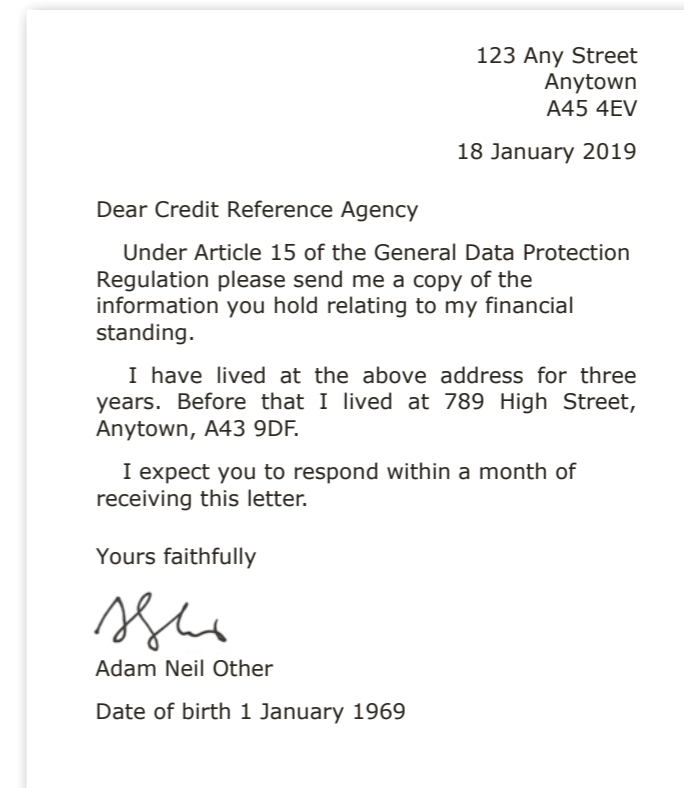 123 Any Street
Anytown
A45 4EV
18 January 2019
Dear Credit Reference Agency
Under Article 15 of the General Data Protection
Regulation please send me a copy of the
information you hold relating to my financial
standing.
I have lived at the above address for three
years. Before that I lived at 789 High Street,
Anytown, A43 9DF.
I expect you to respond within a month of
receiving this letter.
Yours faithfully
Adam Neil Other
Date of birth 1 January 1969